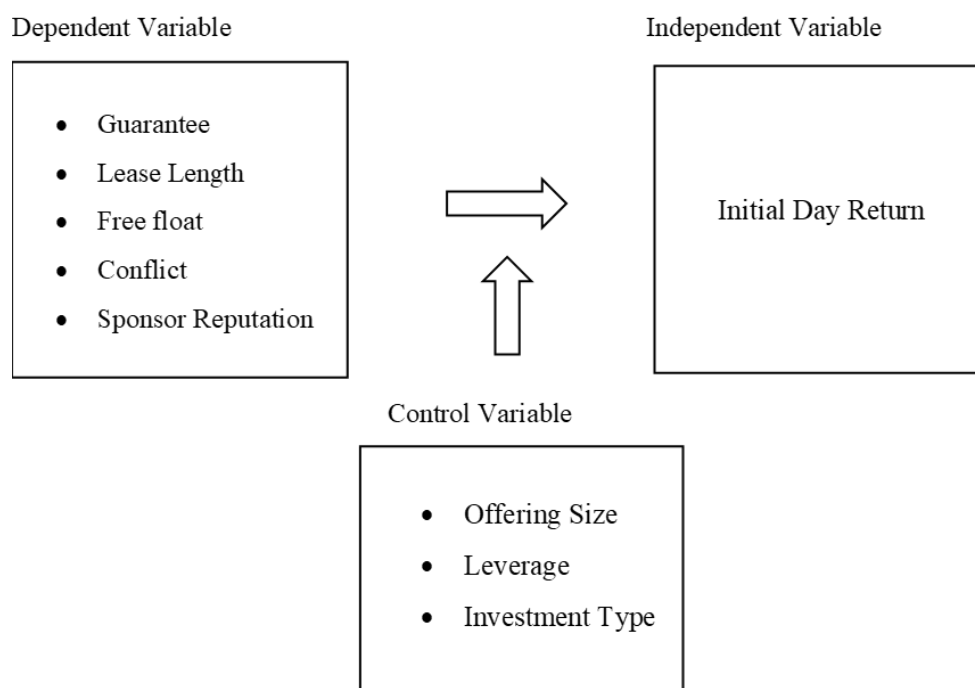 Dependent Variable
Independent Variable
• Guarantee
• Lease Length
• Free float
• Conflict
• Sponsor Reputation
Initial Day Return
Control Variable
• Offering Size
• Leverage
• Investment Type